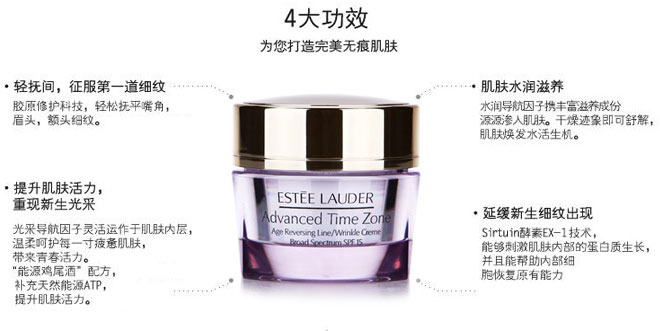 4大功效
为您打造完美无痕肌肤
轻抚间，征服第一道细纹
胶原修护科技，轻松抚平嘴角，
眉头，额头细纹。
提升肌肤活力，
重现新生光采
光采导航因子灵活运作于肌肤内层，
温柔呵护每一寸疲惫肌肤，
带来青春活力。
"能源鸡尾酒”配方，
补充天然能源ATP，
提升肌肤活力。
ESTĒE LAUDER
Advanced Time Zone
Age Reversing Line/Wrinkle Creme
Broad Spectrum SPF 15
肌肤水润滋养
水润导航因子携丰富滋养成份
源源渗人肌肤。干燥迹象即可舒解，
肌肤焕发水活生机。
延缓新生细纹出现
Sirtuin酵素EX-1技术，
能够刺激肌肤内部的蛋白质生长，
并且能帮助内部细
胞恢复原有能力